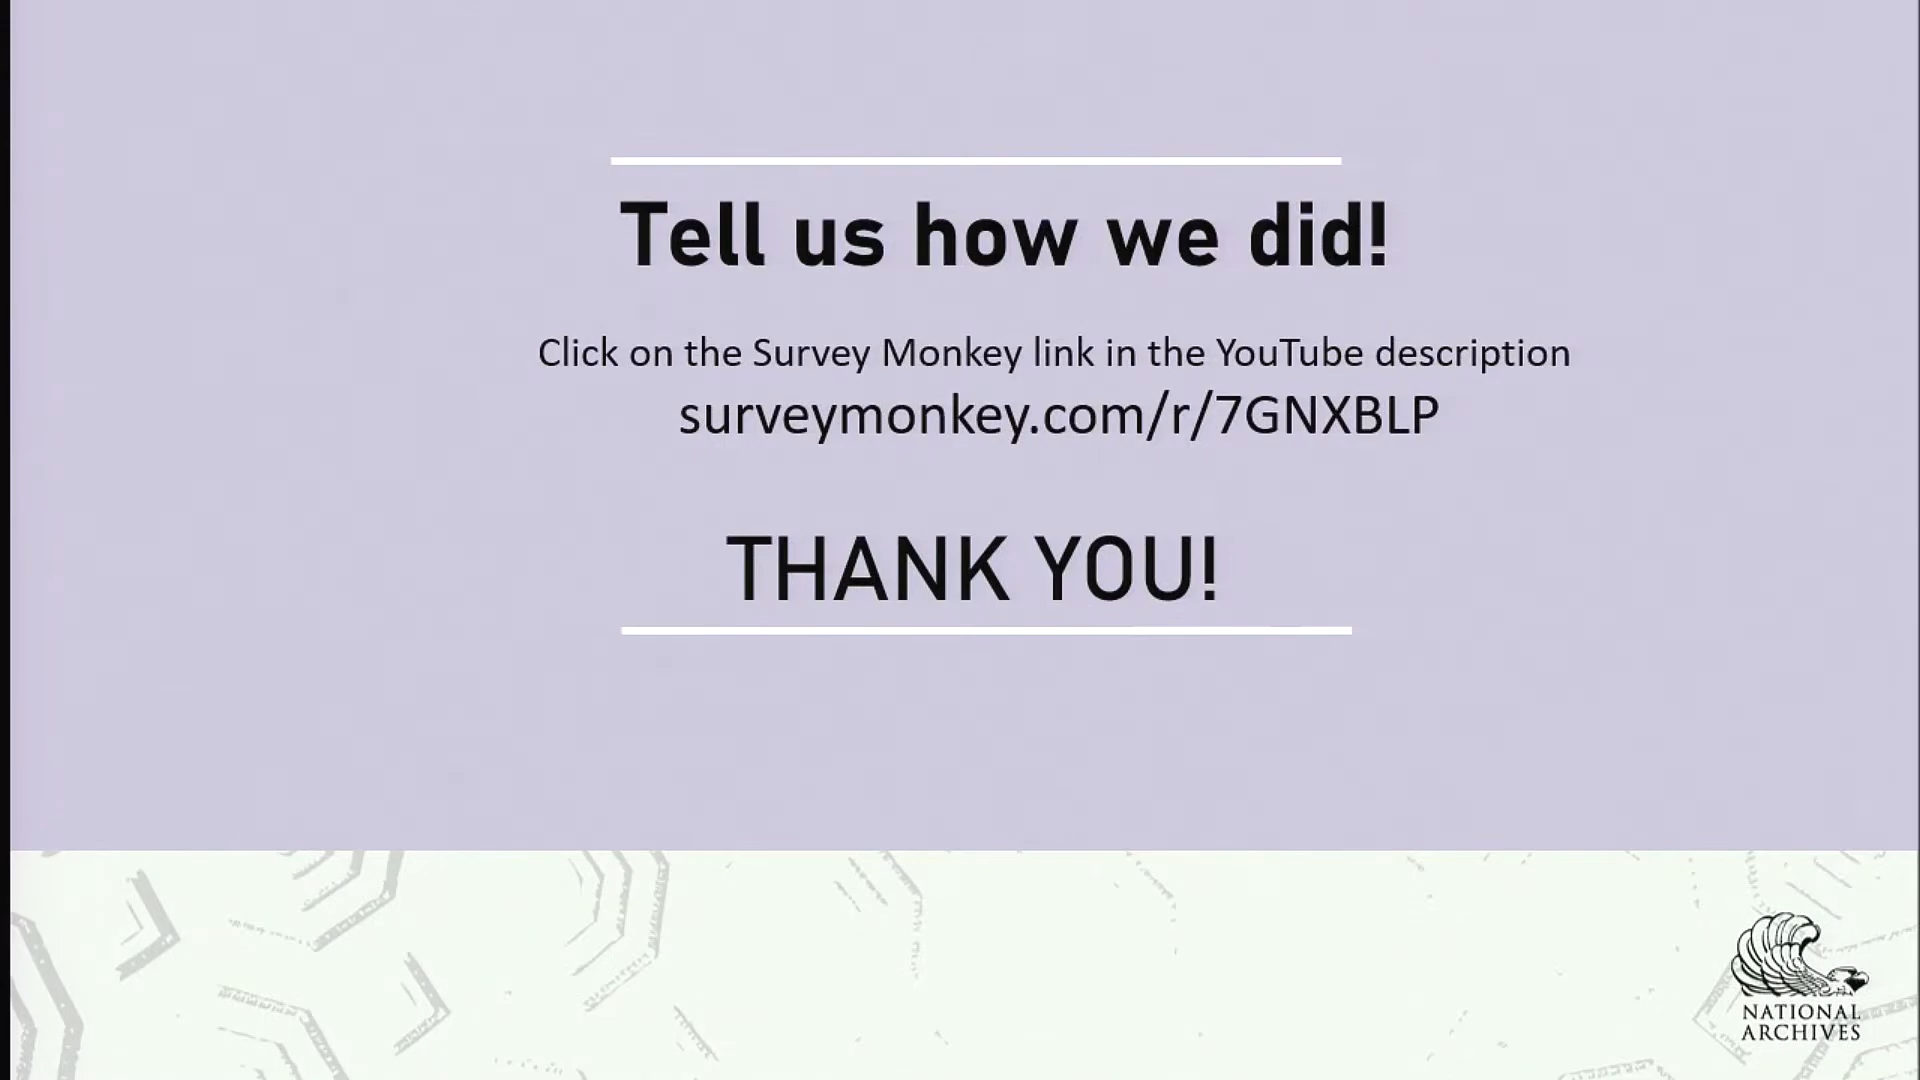 Tell us how we did!
Click on the Survey Monkey link in the YouTube description
surveymonkey.com/r/7GNXBLP
THANK YOU!
NATIONAL
ARCHIVES